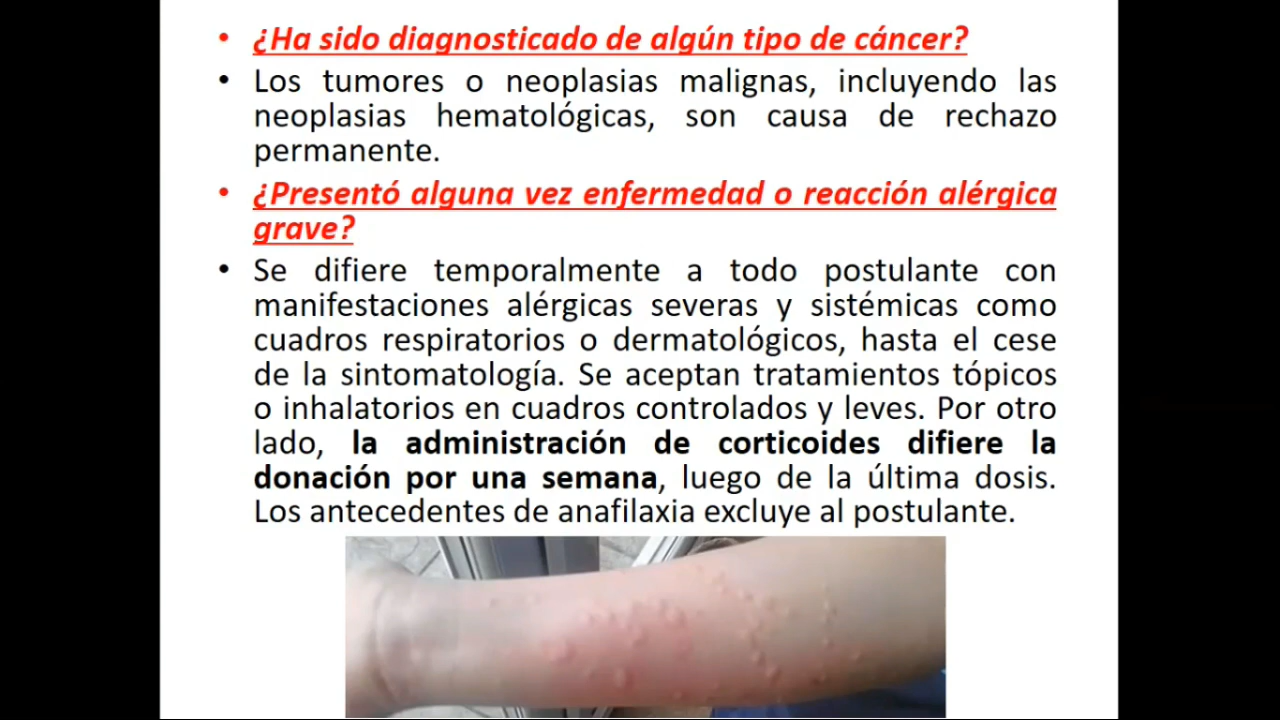 • ¿Ha sido diagnosticado de algún tipo de cáncer?
• Los tumores o neoplasias malignas, incluyendo las
neoplasias hematológicas, son causa de rechazo
permanente.
• ¿Presentó alguna vez enfermedad o reacción alérgica
grave?
• Se difiere temporalmente a todo postulante con
manifestaciones alérgicas severas y sistémicas como
cuadros respiratorios o dermatológicos, hasta el cese
de la sintomatología. Se aceptan tratamientos tópicos
o inhalatorios en cuadros controlados y leves. Por otro
lado, la administración de corticoides difiere la
donación por una semana, luego de la última dosis.
Los antecedentes de anafilaxia excluye al postulante.